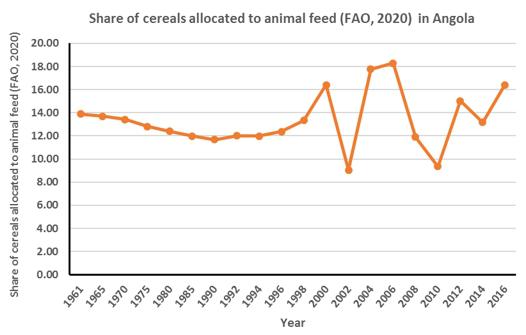 Share of cereals allocated to animal feed (FAO, 2020)  in Angola
Share of cereals allocated to animal feed (FAO, 2020)
20.00
18.00
16.00
14.00
12.00
10.00
8.00
6.00
4.00
2.00
0.00
1961 1965 1970 1975 1980 1985 1990 1992 1994 1996 1998 2000 2002 2004 2006 2008 2010 2012 2014 2016
Year